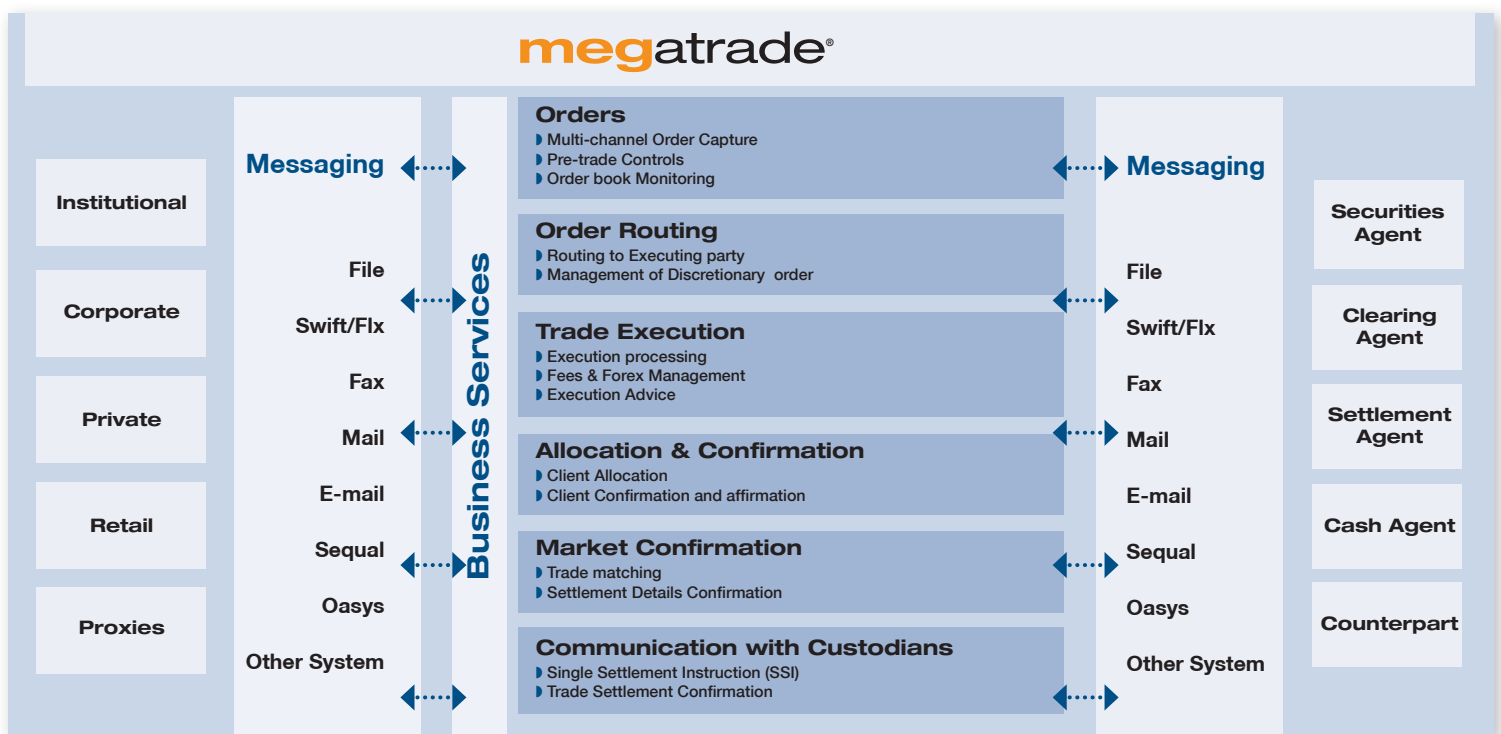 megatrade®
Institutional
Corporate
Private
Retail
Proxies
Messaging
File
Swift/FIx
Fax
Mail
E-mail
Sequal
Oasys
Other System
Business Services
Orders
Multi-channel Order Capture
Pre-trade Controls
Order book Monitoring
Order Routing
Routing to Executing party
Management of Discretionary order
Trade Execution
Execution processing
Fees & Forex Management
Execution Advice
Allocation & Confirmation
Client Allocation
Client Confirmation and affirmation
Market Confirmation
Trade matching
Settlement Details Confirmation
Communication with Custodians
Single Settlement Instruction (SSI)
Trade Settlement Confirmation
Messaging
File
Swift/FIx
Fax
Mail
E-mail
Sequal
Oasys
Other System
Securities
Agent
Clearing
Agent
Settlement
Agent
Cash Agent
Counterpart